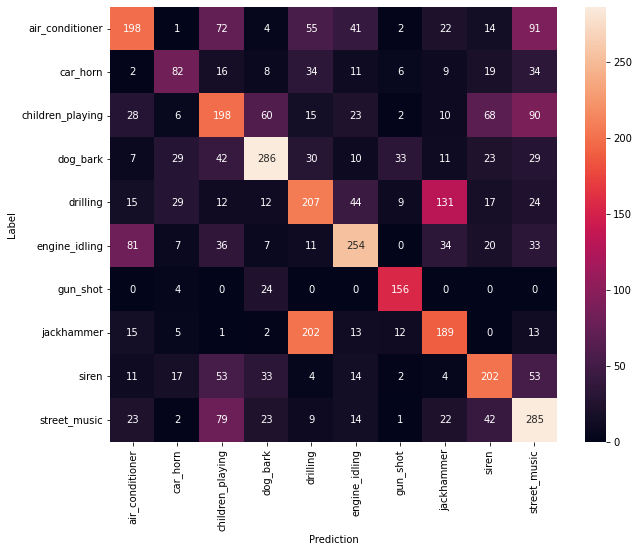 air_conditioner 198 1 72 4 55 41 2 22 14 91
car_horn 2 82 16 8 34 11 6 9 19 34
children_playing 28 6 198 60 15 23 2 10 68 90
dog_bark 7 29 42 286 30 10 33 11 23 29
drilling 15 29 12 12 207 44 9 131 17 24
engine_idling 81 7 36 7 11 254 0 34 20 33
gun_shot 0 4 0 24 0 0 156 0 0 0
jackhammer 15 5 1 2 202 13 12 189 0 13
siren 11 17 53 33 4 14 2 4 202 53
street_music 23 2 79 23 9 14 1 22 42 285
Label
air_conditioner car_horn children_playing dog_bark drilling engine_idling gun_shot jackhammer siren street_music
Prediction
250
200
150
100
50
0